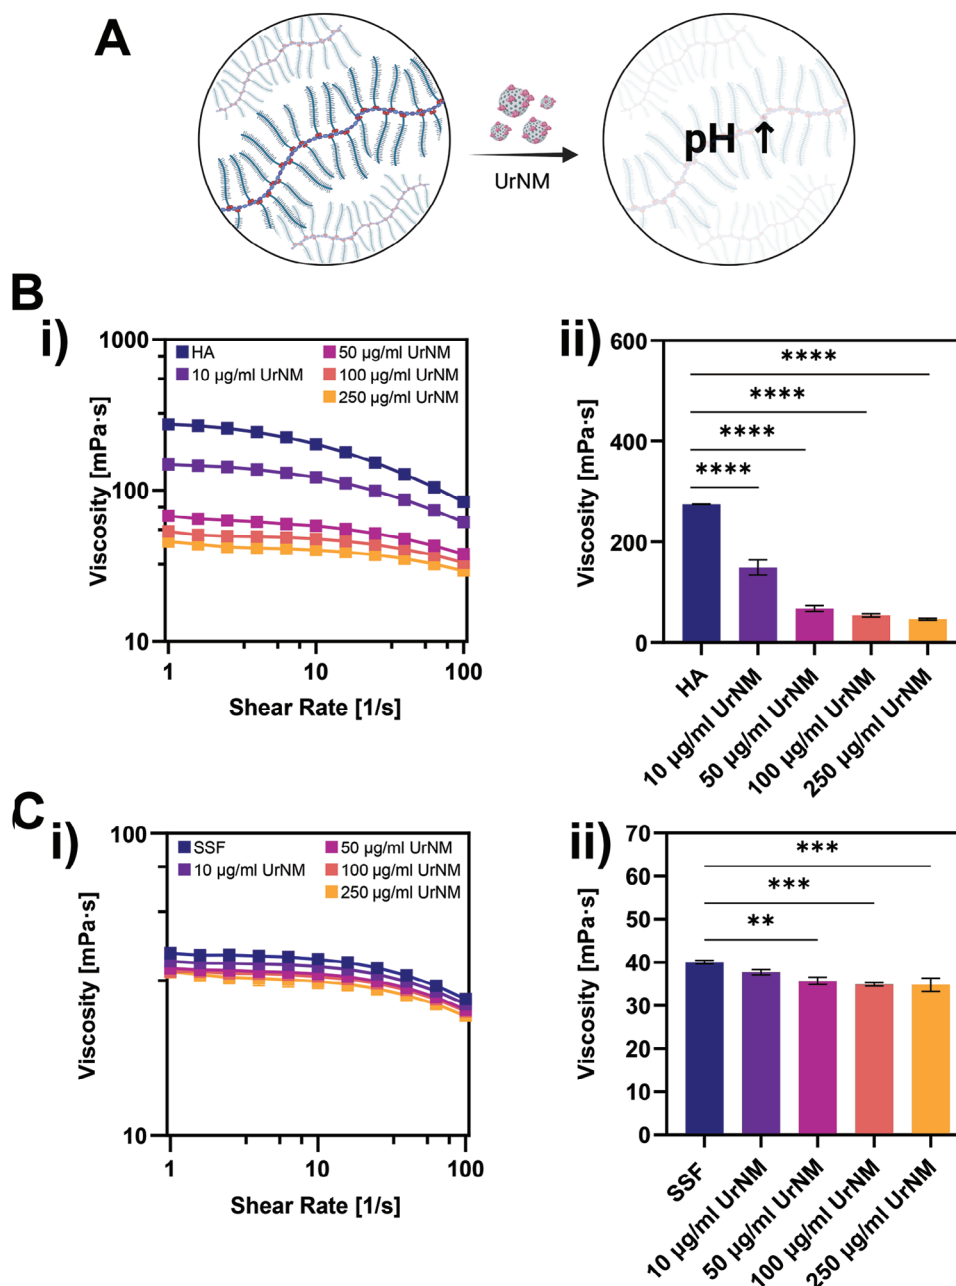 A
pH ↑
UrNM
B
i)
1000
100
10
Viscosity [mPa·s]
HA
10 µg/ml UrNM
50 µg/ml UrNM
100 µg/ml UrNM
250 µg/ml UrNM
1
10
100
Shear Rate [1/s]
ii)
600
400
200
0
Viscosity [mPa·s]
****
****
****
****
HA
10 µg/ml UrNM
50 µg/ml UrNM
100 µg/ml UrNM
250 µg/ml UrNM
C
i)
100
10
Viscosity [mPa·s]
SSF
10 µg/ml UrNM
50 µg/ml UrNM
100 µg/ml UrNM
250 µg/ml UrNM
1
10
100
Shear Rate [1/s]
ii)
70
60
50
40
30
20
10
0
Viscosity [mPa·s]
***
***
**
SSF
10 µg/ml UrNM
50 µg/ml UrNM
100 µg/ml UrNM
250 µg/ml UrNM